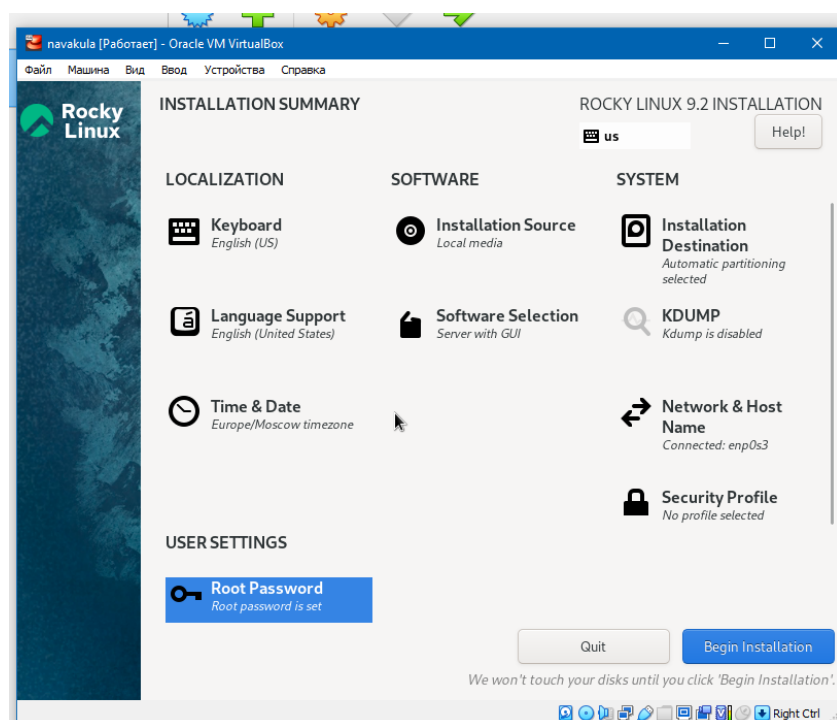 navakula [Работает] - Oracle VM VirtualBox
Файл Машина Вид Ввод Устройства Справка
Rocky
Linux
INSTALLATION SUMMARY
ROCKY LINUX 9.2 INSTALLATION
us
Help!
LOCALIZATION
Keyboard
English (US)
Language Support
English (United States)
Time & Date
Europe/Moscow timezone
SOFTWARE
Installation Source
Local media
Software Selection
Server with GUI
SYSTEM
Installation
Destination
Automatic partitioning
selected
KDUMP
Kdump is disabled
Network & Host
Name
Connected: enp0s3
Security Profile
No profile selected
USER SETTINGS
Root Password
Root password is set
Quit
Begin Installation
We won't touch your disks until you click 'Begin Installation'.
Right Ctrl